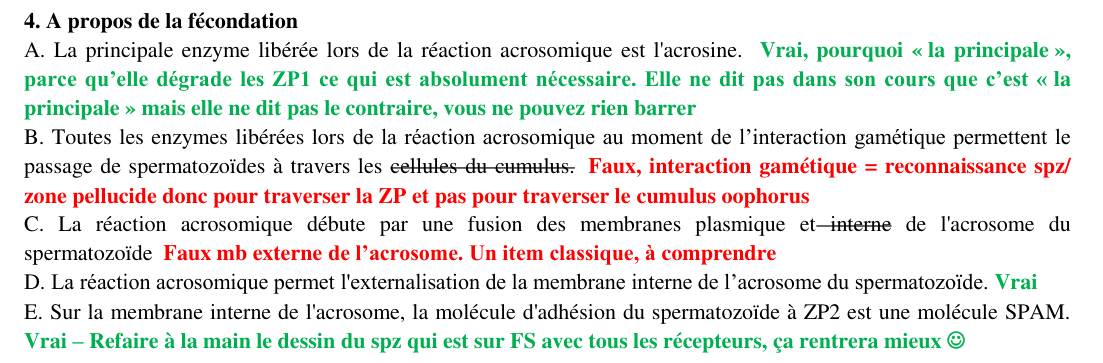 4. A propos de la fécondation
A. La principale enzyme libérée lors de la réaction acrosomique est l'acrosine. Vrai, pourquoi « la principale »,
parce qu'elle dégrade les ZP1 ce qui est absolument nécessaire. Elle ne dit pas dans son cours que c'est « la
principale » mais elle ne dit pas le contraire, vous ne pouvez rien barrer
B. Toutes les enzymes libérées lors de la réaction acrosomique au moment de l'interaction gamétique permettent le
passage de spermatozoïdes à travers les cellules du cumulus. Faux, interaction gamétique = reconnaissance spz/
zone pellucide donc pour traverser la ZP et pas pour traverser le cumulus oophorus
C. La réaction acrosomique débute par une fusion des membranes plasmique et interne de l'acrosome du
spermatozoïde Faux mb externe de l'acrosome. Un item classique, à comprendre
D. La réaction acrosomique permet l'externalisation de la membrane interne de l'acrosome du spermatozoïde. Vrai
E. Sur la membrane interne de l'acrosome, la molécule d'adhésion du spermatozoïde à ZP2 est une molécule SPAM.
Vrai – Refaire à la main le dessin du spz qui est sur FS avec tous les récepteurs, ça rentrera mieux ☺